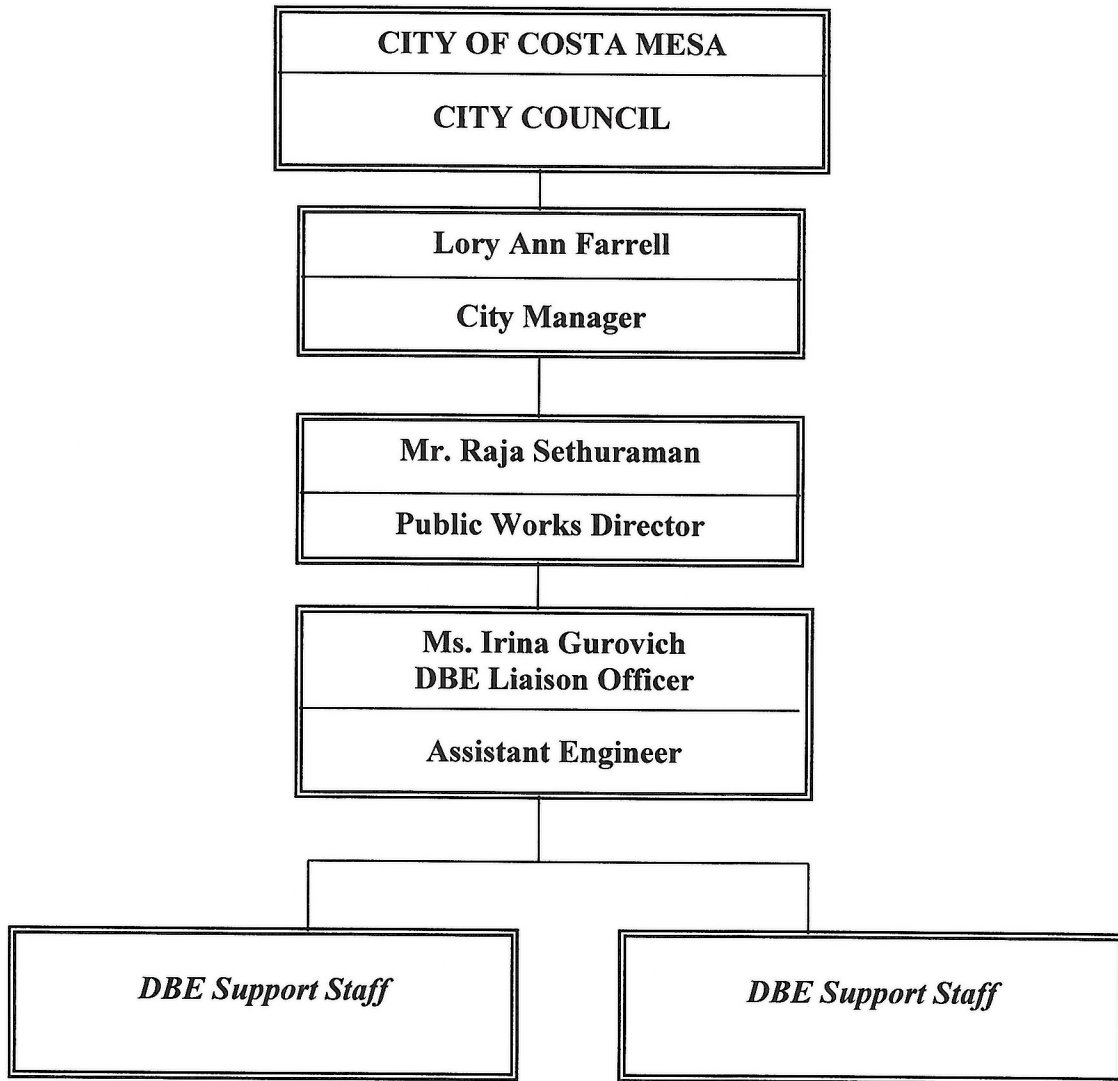 CITY OF COSTA MESA
CITY COUNCIL
Lory Ann Farrell
City Manager
Mr. Raja Sethuraman
Public Works Director
Ms. Irina Gurovich
DBE Liaison Officer
Assistant Engineer
DBE Support Staff
DBE Support Staff